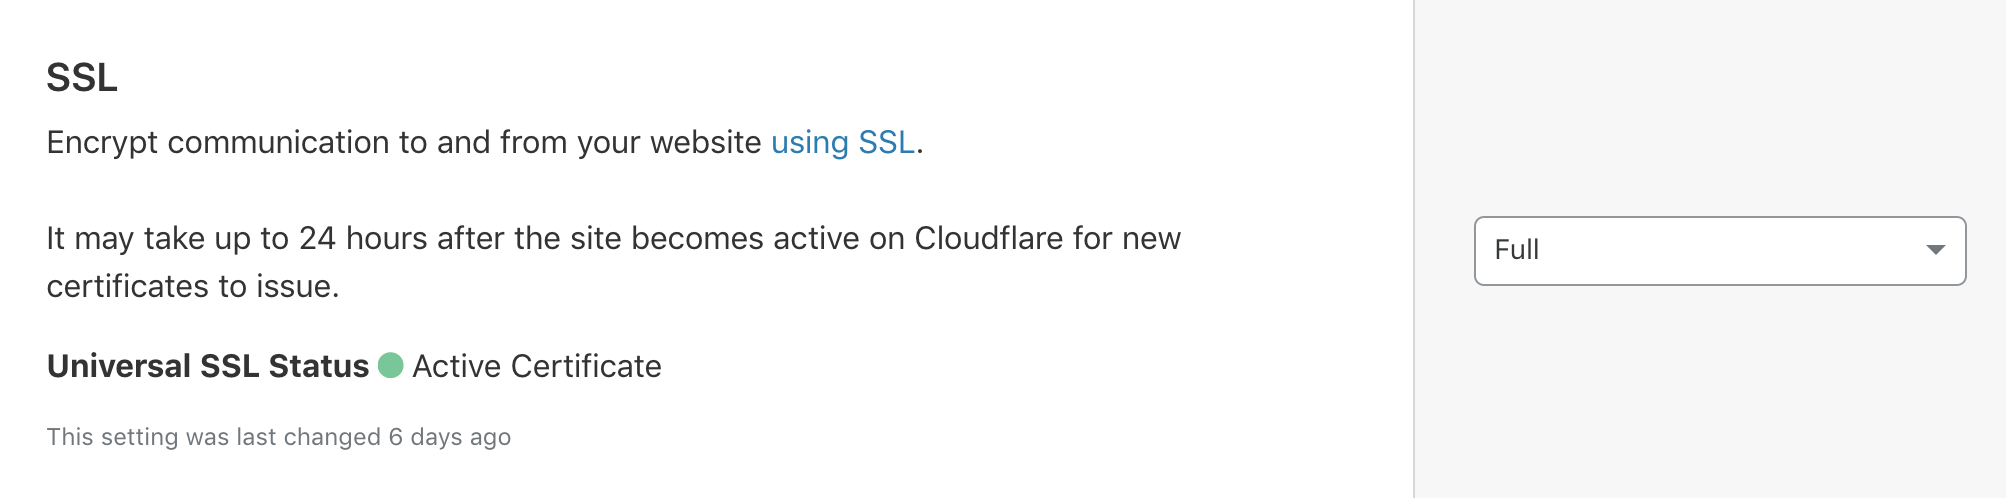 SSL
Encrypt communication to and from your website using SSL.
It may take up to 24 hours after the site becomes active on Cloudflare for new
certificates to issue.
Universal SSL Status Active Certificate
This setting was last changed 6 days ago
Full